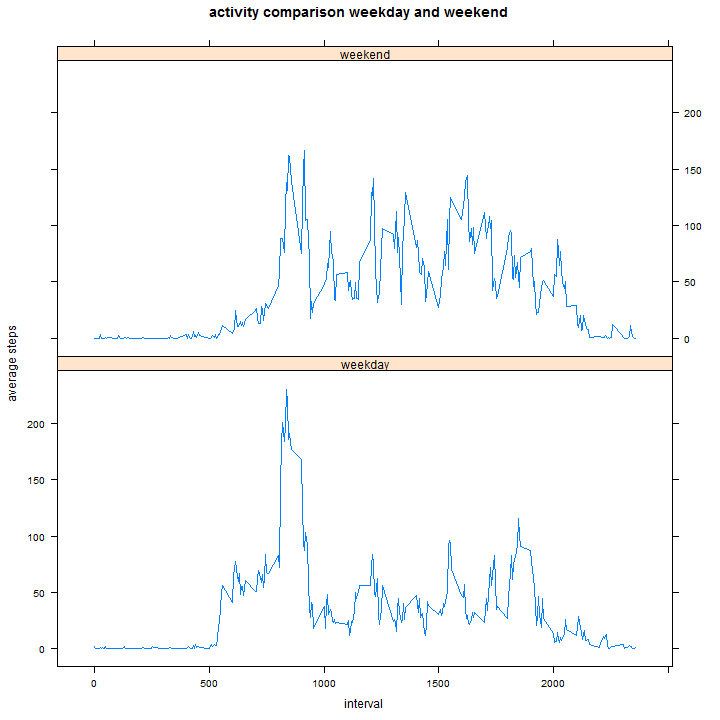 activity comparison weekday and weekend
weekend
200
150
100
50
0
weekday
200
150
100
50
0
average steps
0 500 1000 1500 2000
interval